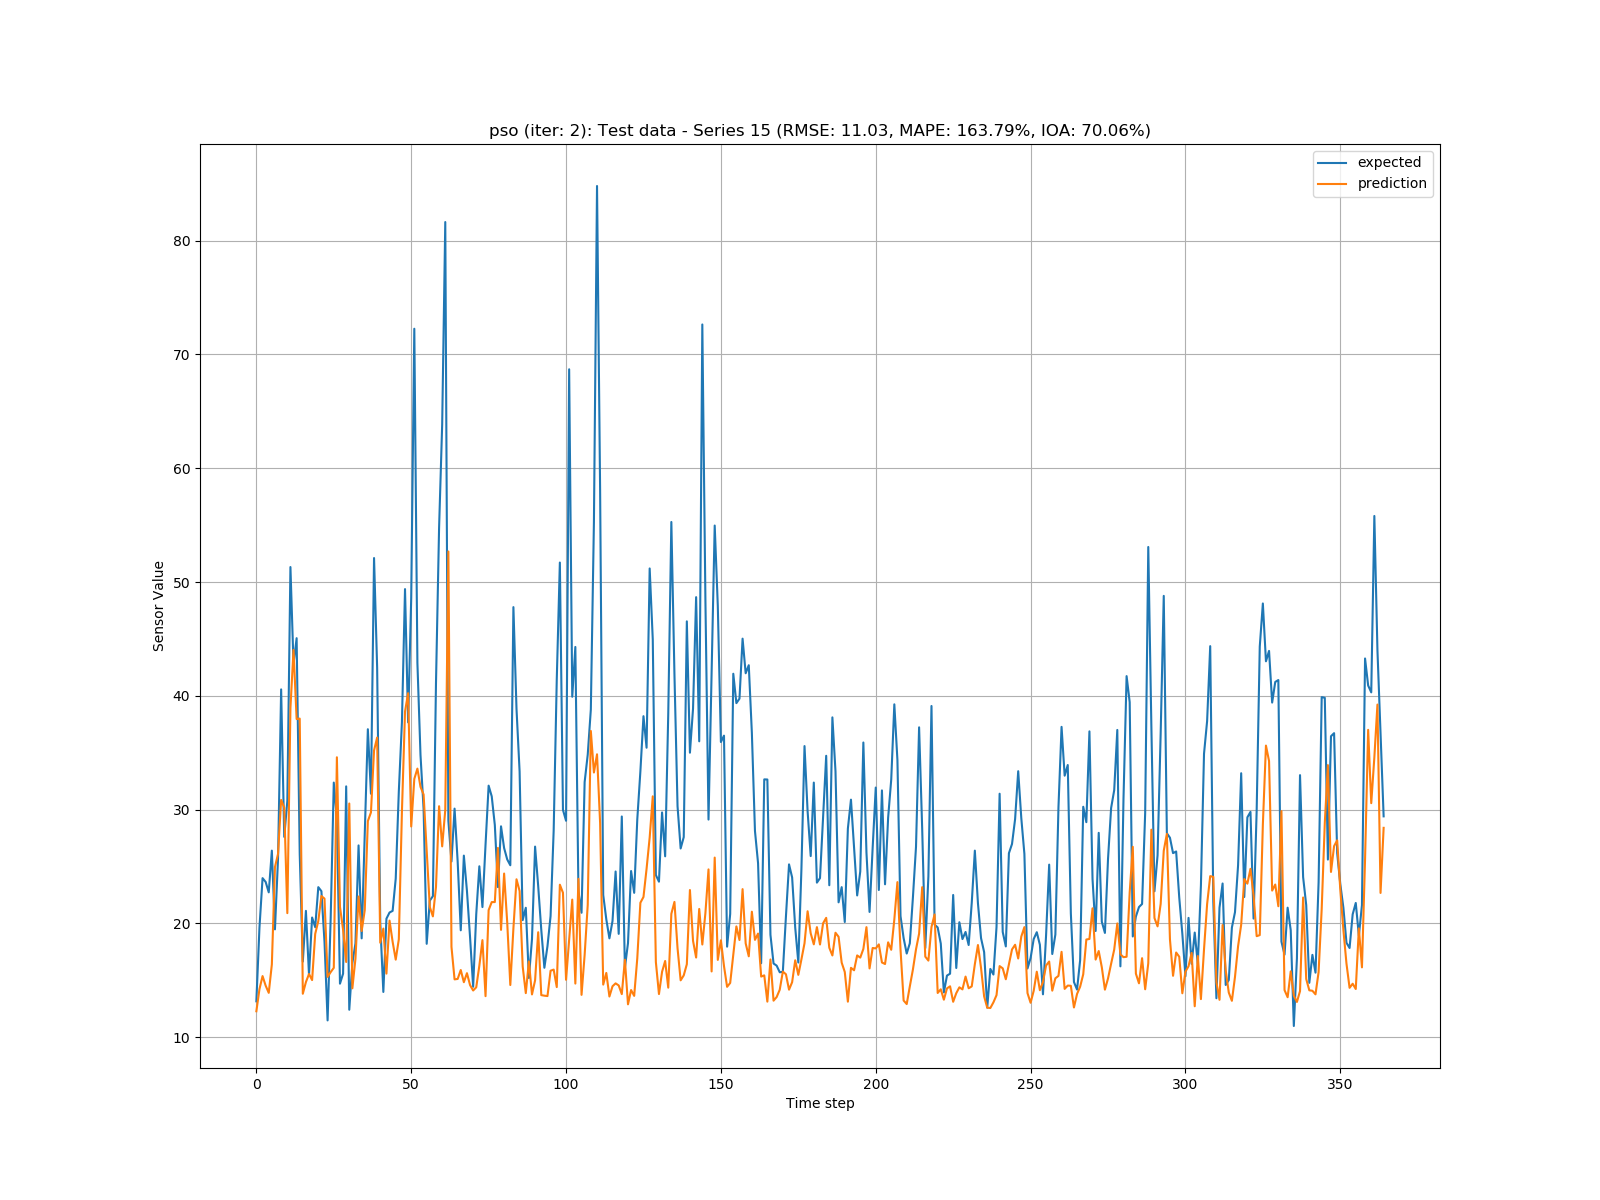 pso (iter: 2): Test data - Series 15 (RMSE: 11.03, MAPE: 163.79%, IOA: 70.06%)
expected
prediction
80
70
60
50
40
30
20
10
Sensor Value
0 50 100 150 200 250 300 350
Time step